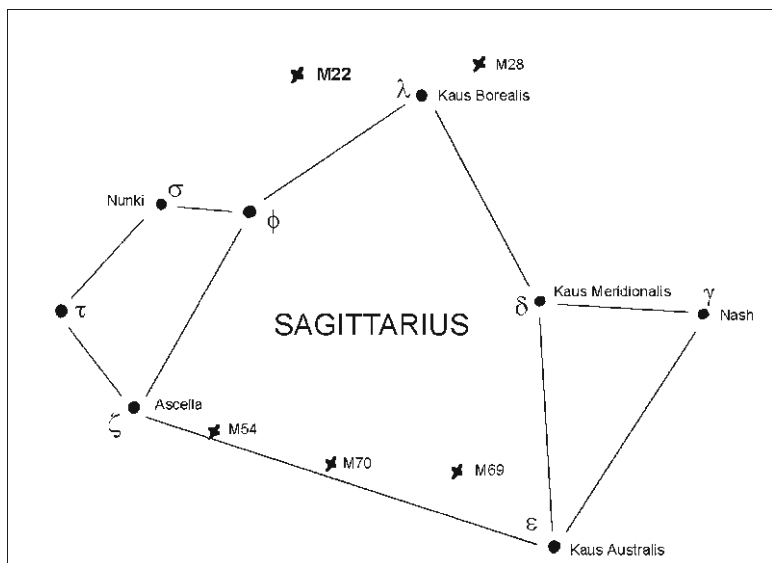 M28
M22
λ
Kaus Borealis
σ
Nunki
ϕ
Kaus Meridionalis
γ
δ
τ
Nash
SAGITTARIUS
Ascella
ζ
M54
M70
M69
ε
Kaus Australis